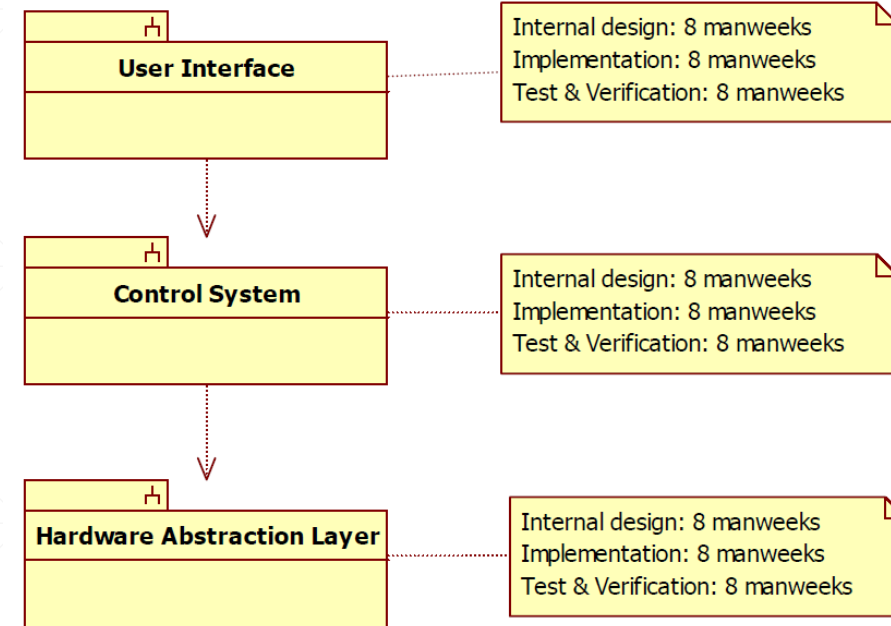 User Interface
Internal design: 8 manweeks
Implementation: 8 manweeks
Test & Verification: 8 manweeks
Control System
Internal design: 8 manweeks
Implementation: 8 manweeks
Test & Verification: 8 manweeks
Hardware Abstraction Layer
Internal design: 8 manweeks
Implementation: 8 manweeks
Test & Verification: 8 manweeks